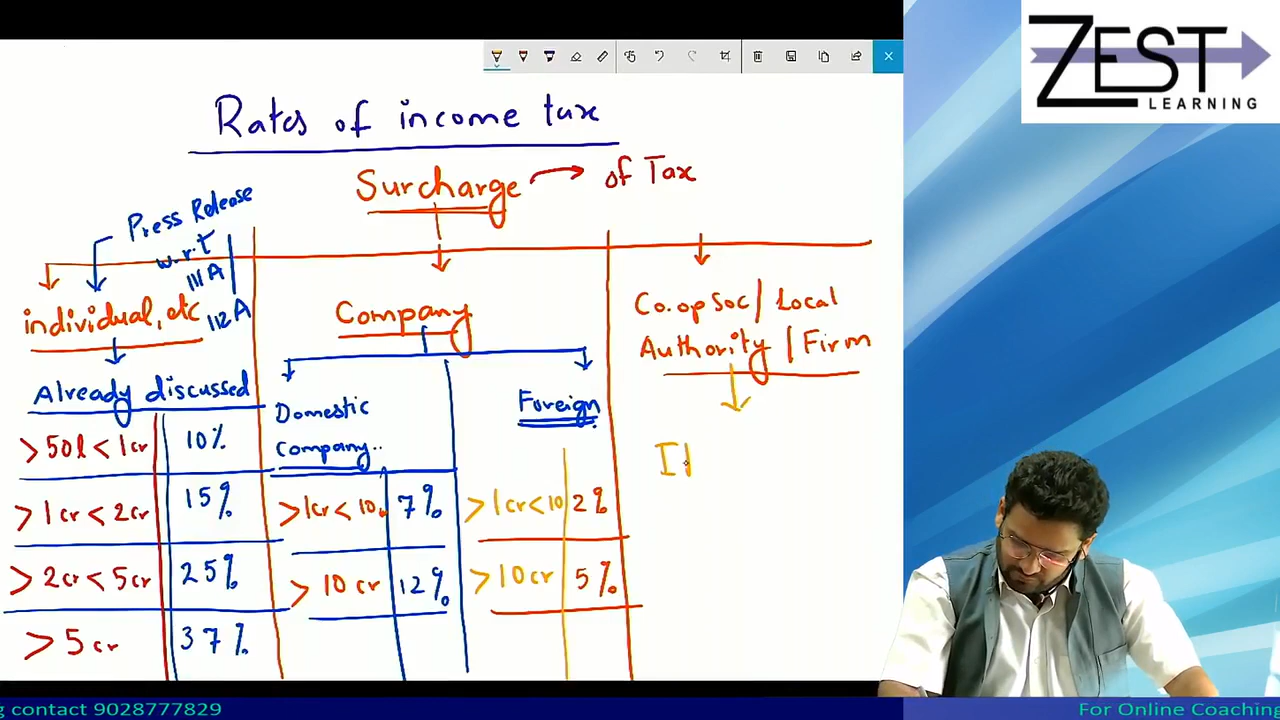 ZEST
LEARNING
Rates of income tax
Surcharge → of Tax
Press Release
w.r.t
111A
112A
individual, etc
Already discussed
>50l<1cr 10%
>1cr<2cr 15%
>2cr<5cr 25%
>5cr 37%
Company
Domestic
Company..
>1cr<10. 7%
>10cr 12%
Foreign
>1cr<10 2%
>10cr 5%
Co.op Soc/Local
Authority/Firm
g contact 9028777829
For Online Coaching